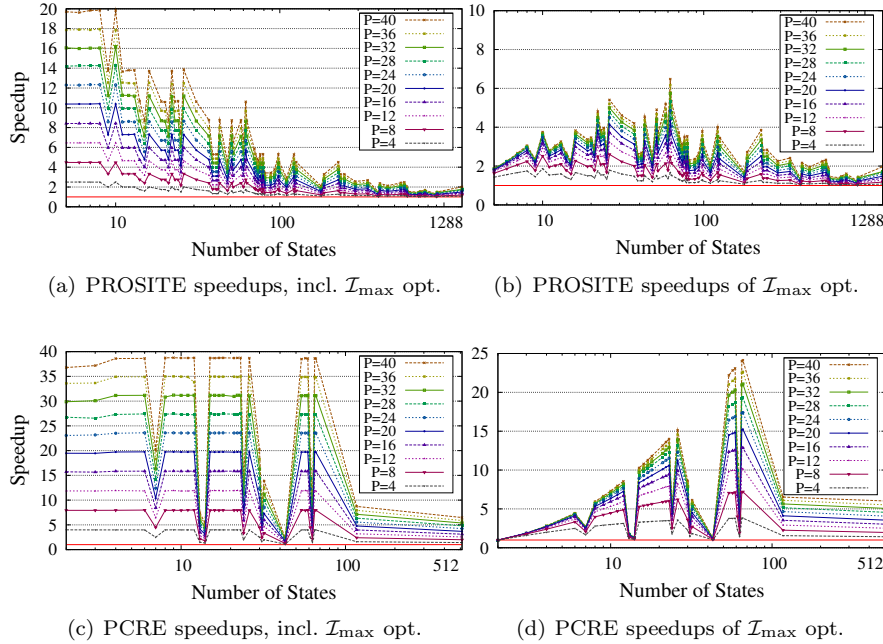 20
18
16
14
12
10
8
6
4
2
0
Speedup
P=40
P=36
P=32
P=28
P=24
P=20
P=16
P=12
P=8
P=4
10
100
1288
Number of States
(a) PROSITE speedups, incl. ℐmax opt.
10
8
6
4
2
0
P=40
P=36
P=32
P=28
P=24
P=20
P=16
P=12
P=8
P=4
10
100
1288
Number of States
(b) PROSITE speedups of ℐmax opt.
40
35
30
25
20
15
10
5
0
Speedup
P=40
P=36
P=32
P=28
P=24
P=20
P=16
P=12
P=8
P=4
10
100
512
Number of States
(c) PCRE speedups, incl. ℐmax opt.
25
20
15
10
5
0
P=40
P=36
P=32
P=28
P=24
P=20
P=16
P=12
P=8
P=4
10
100
512
Number of States
(d) PCRE speedups of ℐmax opt.